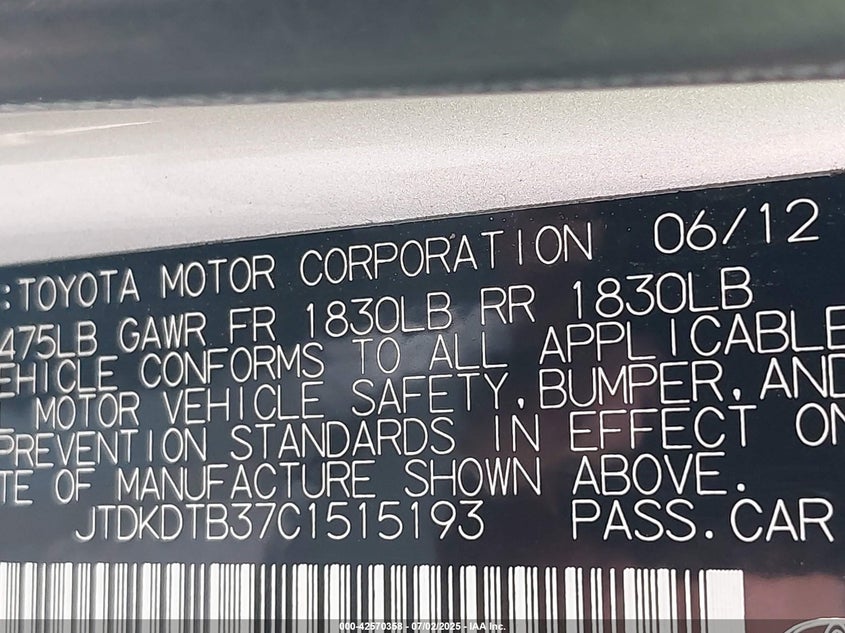 :TOYOTA MOTOR CORPORATION 06/12
475LB GAWR FR 1830LB RR 1830LB
EHICLE CONFORMS TO ALL APPLICABLE
L MOTOR VEHICLE SAFETY, BUMPER, AND
PREVENTION STANDARDS IN EFFECT ON
TE OF MANUFACTURE SHOWN ABOVE.
JTDKDTB37C1515193 PASS.CAR
000-42570358 - 07/02/2025 - IAA Inc.